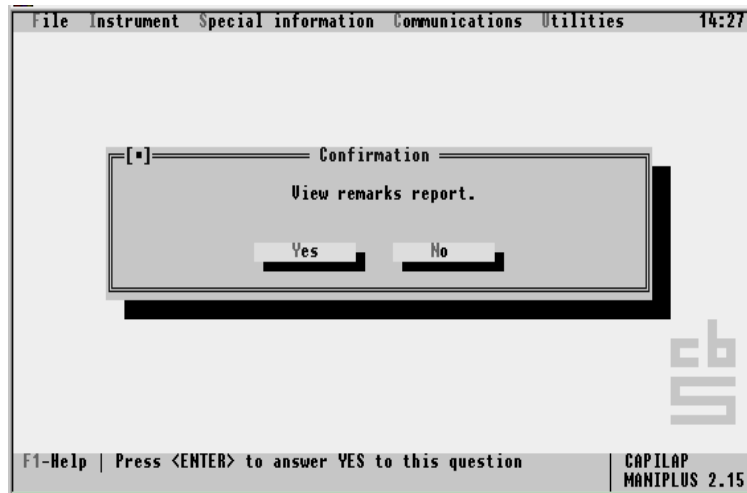 File Instrument Special information Communications Utilities 14:27
[▪] Confirmation
View remarks report.
Yes No
cbs
F1-Help | Press <ENTER> to answer YES to this question | CAPILAP
MANIPLUS 2.15